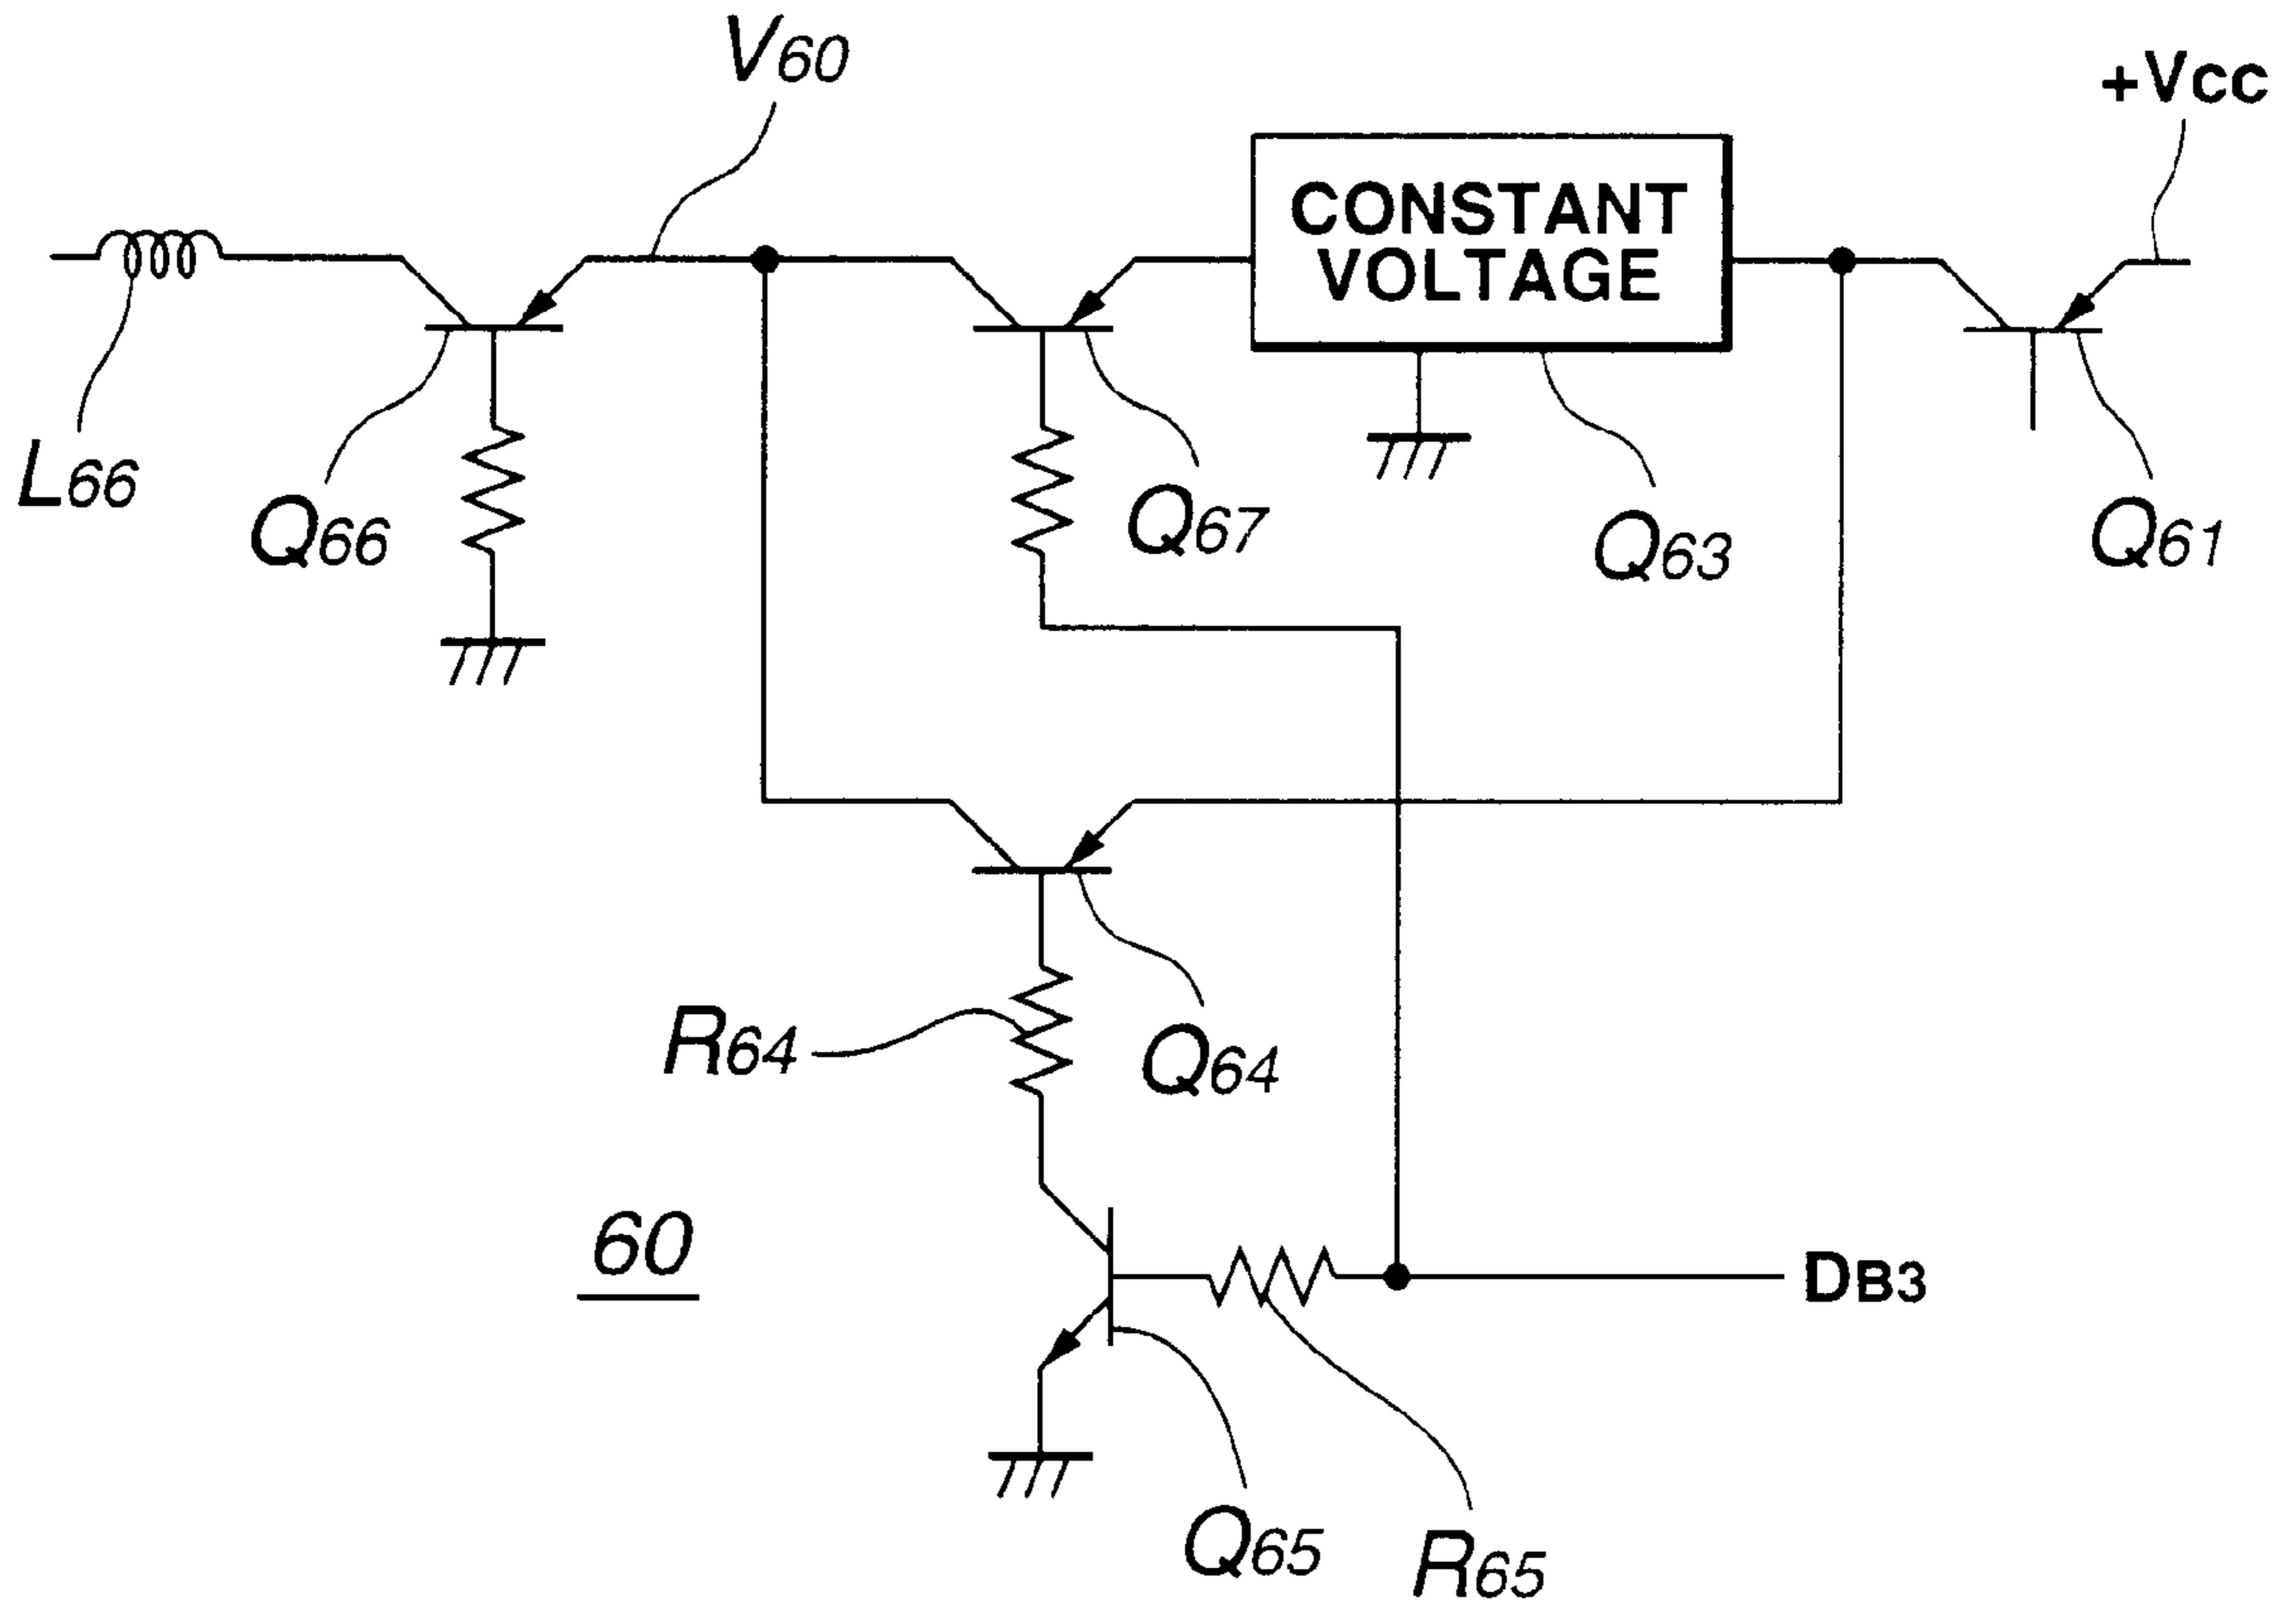 V60
+Vcc
CONSTANT
VOLTAGE
L66
Q66
Q67
Q63
Q61
R64
Q64
60
DB3
Q65
R65